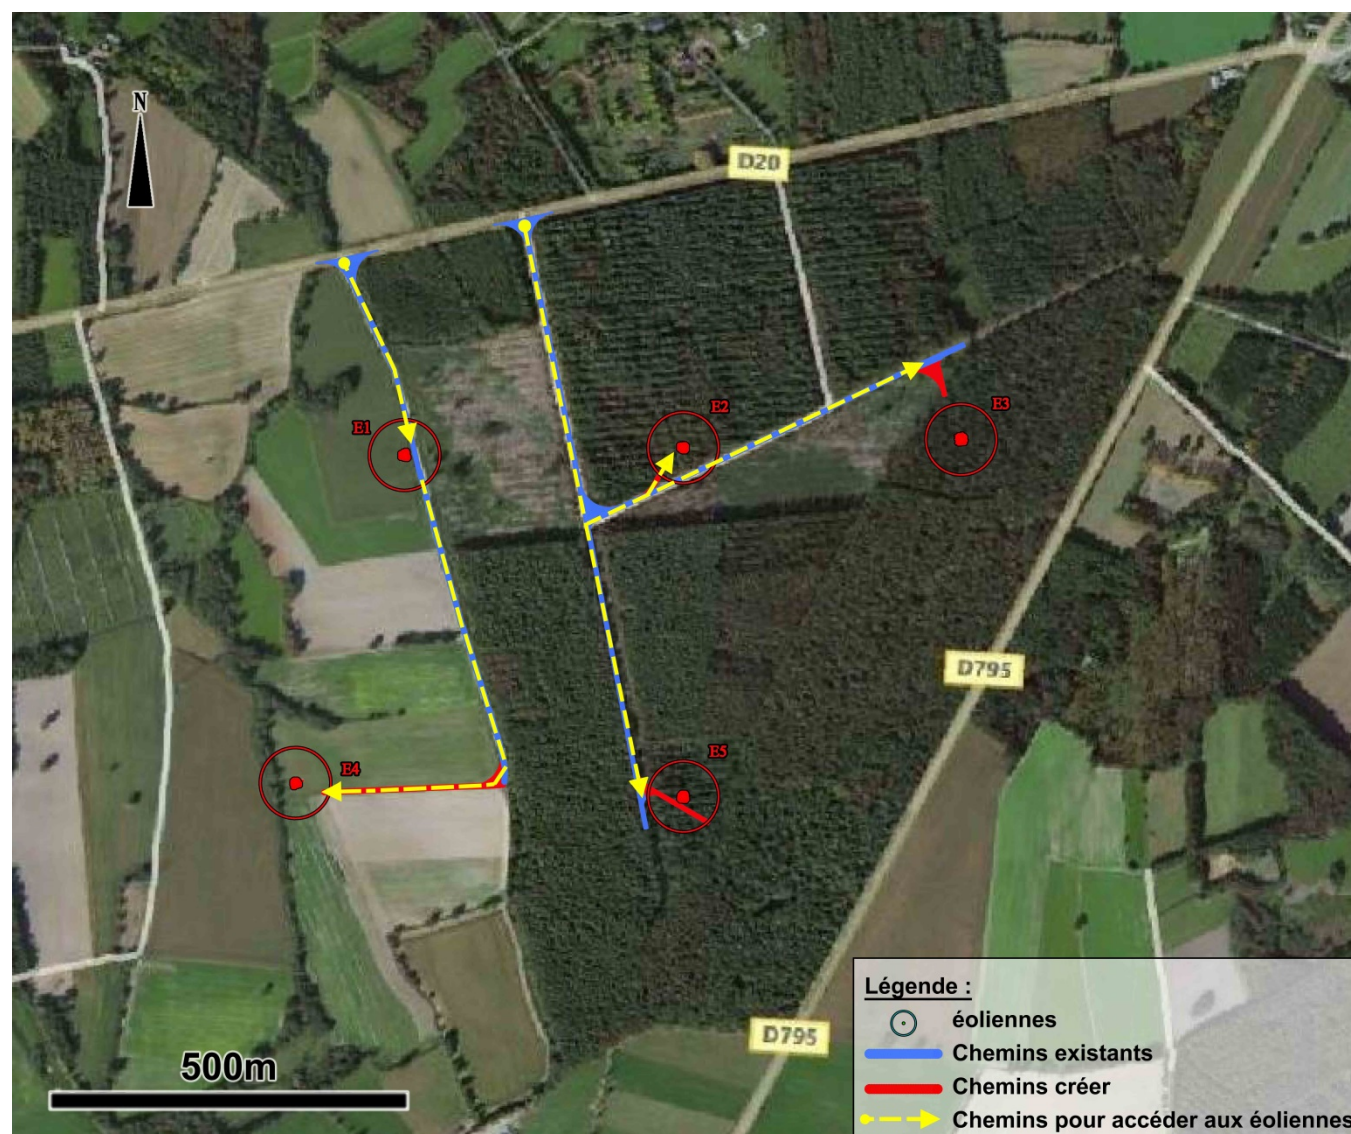 N
D20
E2
E3
E1
D795
E5
E4
D795
500m
Légende :
éoliennes
Chemins existants
Chemins créer
Chemins pour accéder aux éoliennes